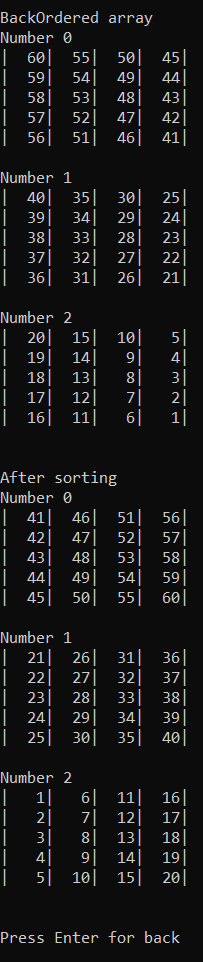 BackOrdered array
Number 0
|  60|  55|  50|  45|
|  59|  54|  49|  44|
|  58|  53|  48|  43|
|  57|  52|  47|  42|
|  56|  51|  46|  41|
Number 1
|  40|  35|  30|  25|
|  39|  34|  29|  24|
|  38|  33|  28|  23|
|  37|  32|  27|  22|
|  36|  31|  26|  21|
Number 2
|  20|  15|  10|   5|
|  19|  14|   9|   4|
|  18|  13|   8|   3|
|  17|  12|   7|   2|
|  16|  11|   6|   1|
After sorting
Number 0
|  41|  46|  51|  56|
|  42|  47|  52|  57|
|  43|  48|  53|  58|
|  44|  49|  54|  59|
|  45|  50|  55|  60|
Number 1
|  21|  26|  31|  36|
|  22|  27|  32|  37|
|  23|  28|  33|  38|
|  24|  29|  34|  39|
|  25|  30|  35|  40|
Number 2
|   1|   6|  11|  16|
|   2|   7|  12|  17|
|   3|   8|  13|  18|
|   4|   9|  14|  19|
|   5|  10|  15|  20|
Press Enter for back